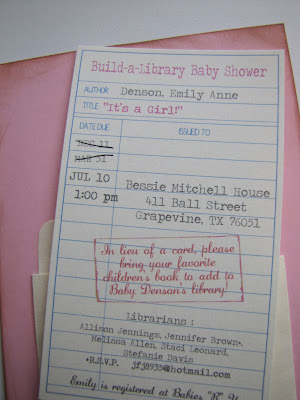 Build-a-Library Baby Shower
AUTHOR Denson, Emily Anne
TITLE "It's a Girl!"
DATE DUE ISSUED TO
DEC 11
MAR 31
JUL 10
1:00 pm
Bessie Mitchell House
411 Ball Street
Grapevine, TX 76051
In lieu of a card, please
bring your favorite
children's book to add to
Baby Denson's library!
Librarians:
Allison Jennings, Jennifer Brown*,
Melissa Allen, Staci Leonard,
Stefanie Davis
*R.S.V.P. jfj8935@hotmail.com
Emily is registered at Babies "R" U